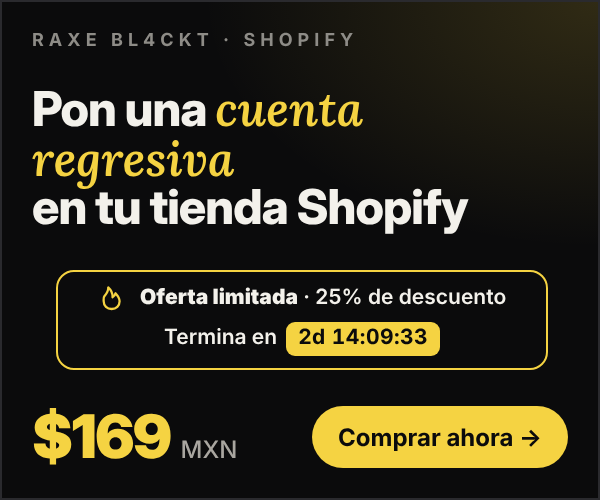 RAXE BL4CKT · SHOPIFY
Pon una cuenta
regresiva
en tu tienda Shopify
Oferta limitada · 25% de descuento
Termina en 2d 14:09:33
$169 MXN
Comprar ahora →